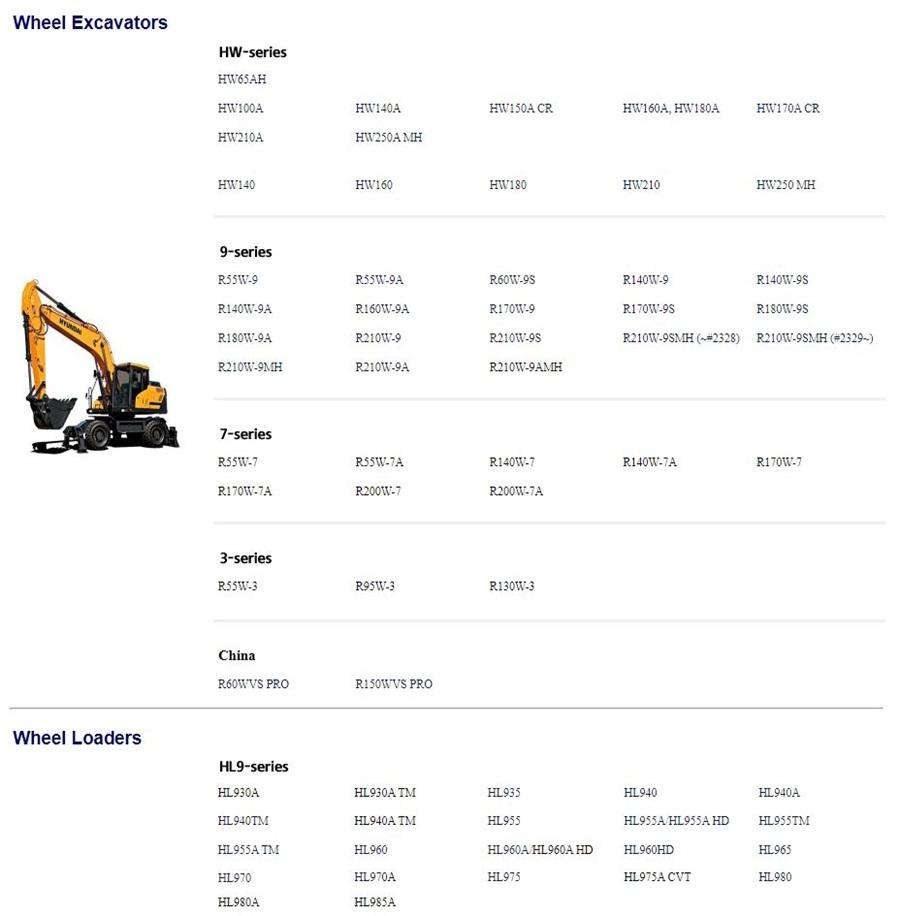 Wheel Excavators
HW-series
HW65AH
HW100A HW140A HW150A CR HW160A, HW180A HW170A CR
HW210A HW250A MH
HW140 HW160 HW180 HW210 HW250 MH
9-series
R55W-9 R55W-9A R60W-9S R140W-9 R140W-9S
R140W-9A R160W-9A R170W-9 R170W-9S R180W-9S
R180W-9A R210W-9 R210W-9S R210W-9SMH (~#2328) R210W-9SMH (#2329~)
R210W-9MH R210W-9A R210W-9AMH
HYUNDAI
7-series
R55W-7 R55W-7A R140W-7 R140W-7A R170W-7
R170W-7A R200W-7 R200W-7A
3-series
R55W-3 R95W-3 R130W-3
China
R60WVS PRO R150WVS PRO
Wheel Loaders
HL9-series
HL930A HL930A TM HL935 HL940 HL940A
HL940TM HL940A TM HL955 HL955A/HL955A HD HL955TM
HL955A TM HL960 HL960A/HL960A HD HL960HD HL965
HL970 HL970A HL975 HL975A CVT HL980
HL980A HL985A